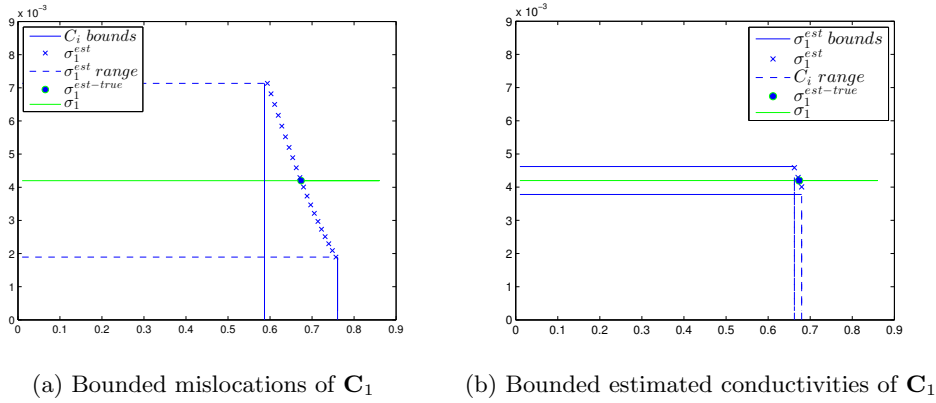 x 10⁻³
9
8
7
6
5
4
3
2
1
0
0 0.1 0.2 0.3 0.4 0.5 0.6 0.7 0.8 0.9
C_i bounds
σ_1^{est}
σ_1^{est} range
σ_1^{est−true}
σ_1
(a) Bounded mislocations of C_1
x 10⁻³
9
8
7
6
5
4
3
2
1
0
0 0.1 0.2 0.3 0.4 0.5 0.6 0.7 0.8 0.9
σ_1^{est} bounds
σ_1^{est}
C_i range
σ_1^{est−true}
σ_1
(b) Bounded estimated conductivities of C_1